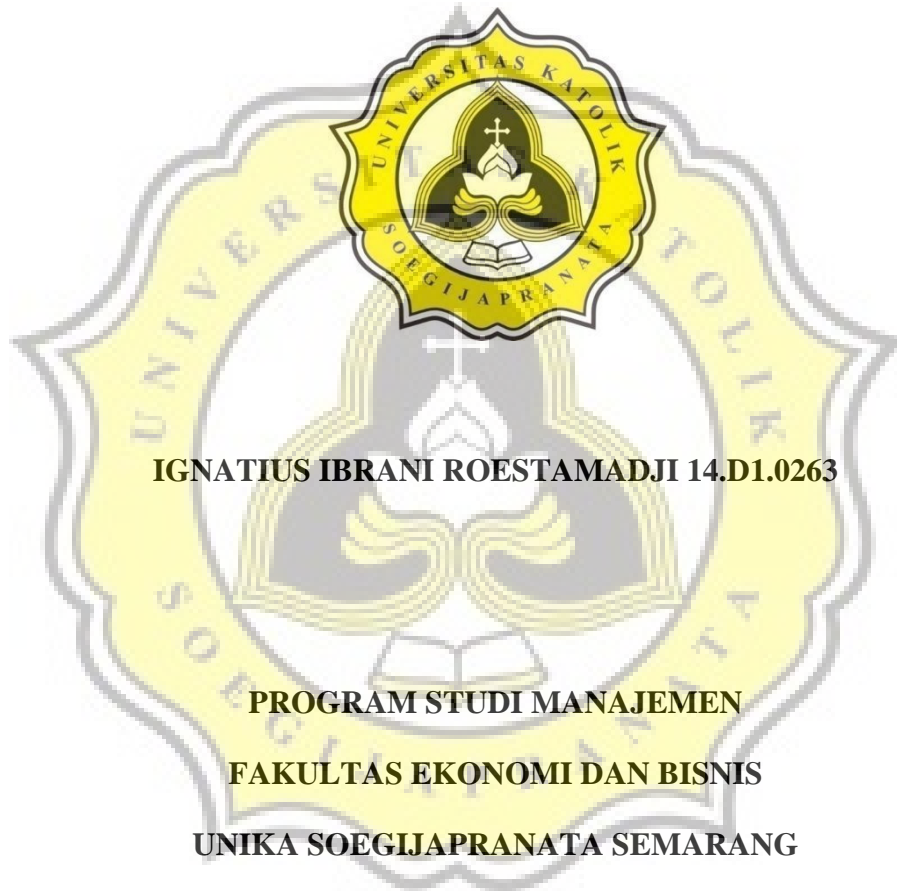 UNIVERSITAS KATOLIK
SOEGIJAPRANATA
IGNATIUS IBRANI ROESTAMADJI 14.D1.0263
PROGRAM STUDI MANAJEMEN
FAKULTAS EKONOMI DAN BISNIS
UNIKA SOEGIJAPRANATA SEMARANG